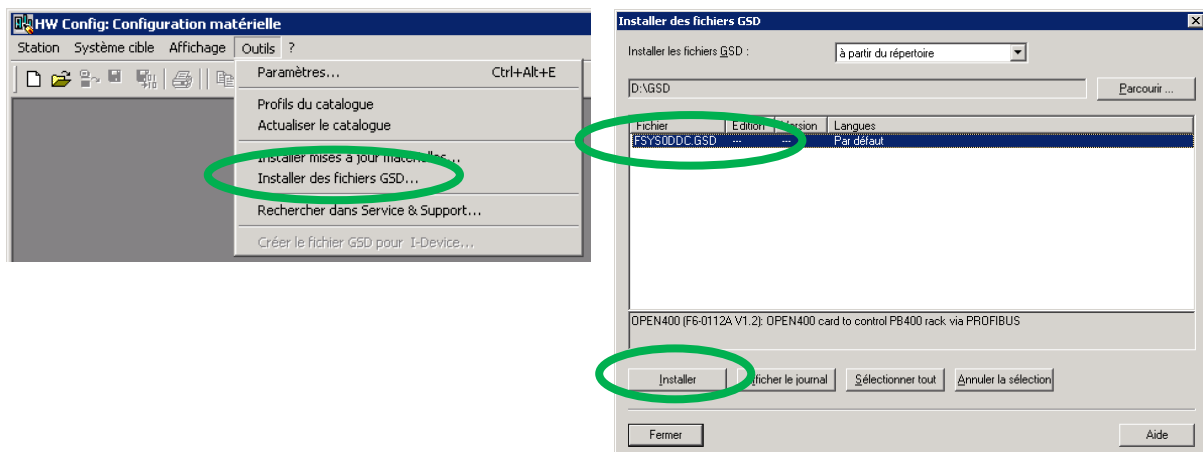 HW Config: Configuration matérielle
Station Système cible Affichage Outils ?
Paramètres... Ctrl+Alt+E
Profils du catalogue
Actualiser le catalogue
Installer mises à jour matérielles...
Installer des fichiers GSD...
Rechercher dans Service & Support...
Créer le fichier GSD pour I-Device...
Installer des fichiers GSD
Installer les fichiers GSD : à partir du répertoire
D:\GSD Parcourir ...
Fichier Edition Version Langues
FSYS0DDC.GSD --- --- Par défaut
OPEN400 (F6-0112A V1.2): OPEN400 card to control PB400 rack via PROFIBUS
Installer Afficher le journal Sélectionner tout Annuler la sélection
Fermer Aide